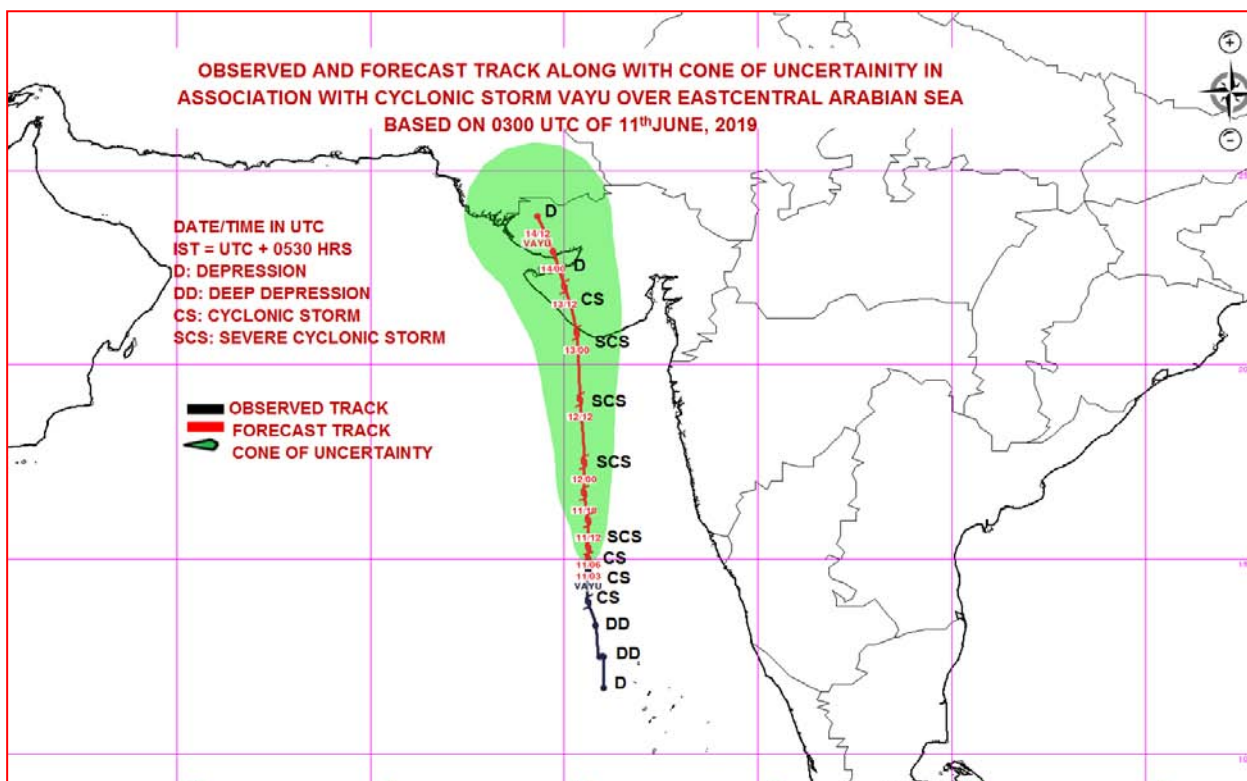 OBSERVED AND FORECAST TRACK ALONG WITH CONE OF UNCERTAINITY IN
ASSOCIATION WITH CYCLONIC STORM VAYU OVER EASTCENTRAL ARABIAN SEA
BASED ON 0300 UTC OF 11thJUNE, 2019
DATE/TIME IN UTC
IST = UTC + 0530 HRS
D: DEPRESSION
DD: DEEP DEPRESSION
CS: CYCLONIC STORM
SCS: SEVERE CYCLONIC STORM
OBSERVED TRACK
FORECAST TRACK
CONE OF UNCERTAINTY
D
14/12
VAYU
D
14/00
CS
13/12
SCS
13/00
SCS
12/12
SCS
12/00
11/18
SCS
11/12
CS
11/06
CS
11/03
VAYU
CS
DD
DD
D
20